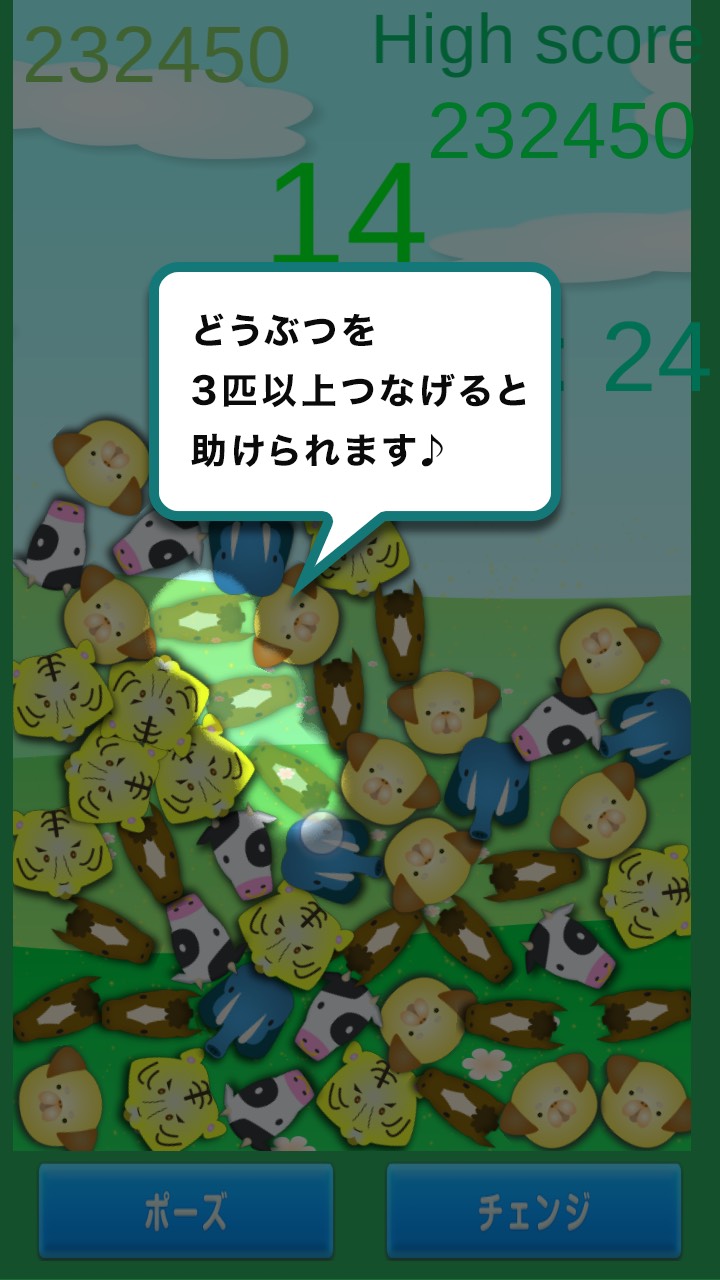 232450
High score
232450
14
: 24
どうぶつを
3匹以上つなげると
助けられます♪
ポーズ
チェンジ